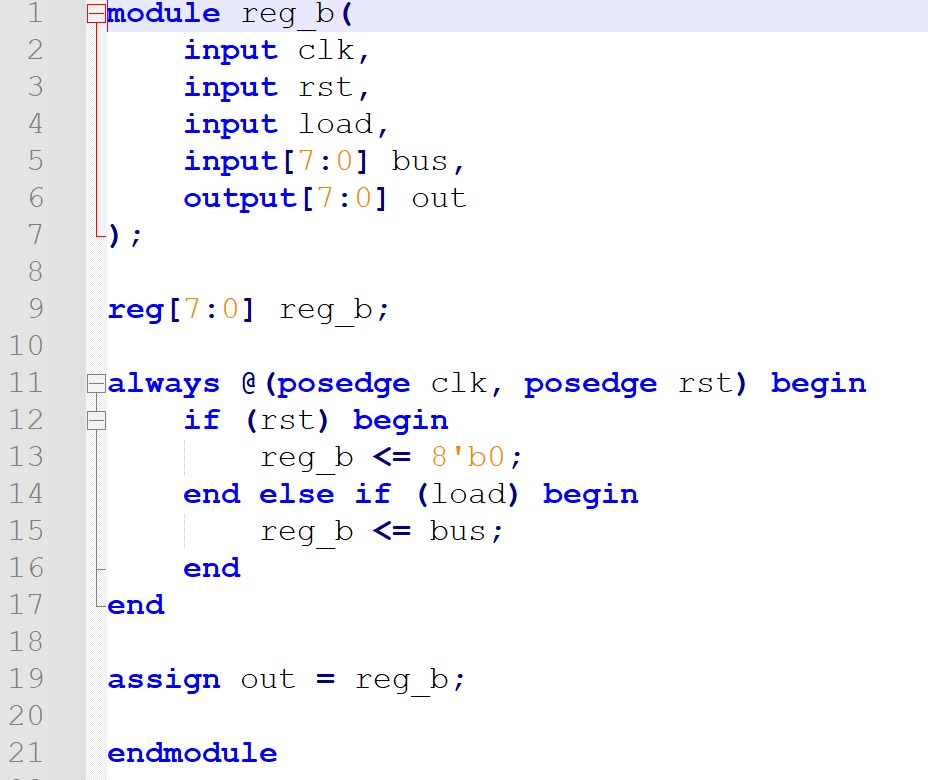 1 module reg_b(
2 input clk,
3 input rst,
4 input load,
5 input[7:0] bus,
6 output[7:0] out
7 );
8
9 reg[7:0] reg_b;
10
11 always @(posedge clk, posedge rst) begin
12 if (rst) begin
13 reg_b <= 8'b0;
14 end else if (load) begin
15 reg_b <= bus;
16 end
17 end
18
19 assign out = reg_b;
20
21 endmodule